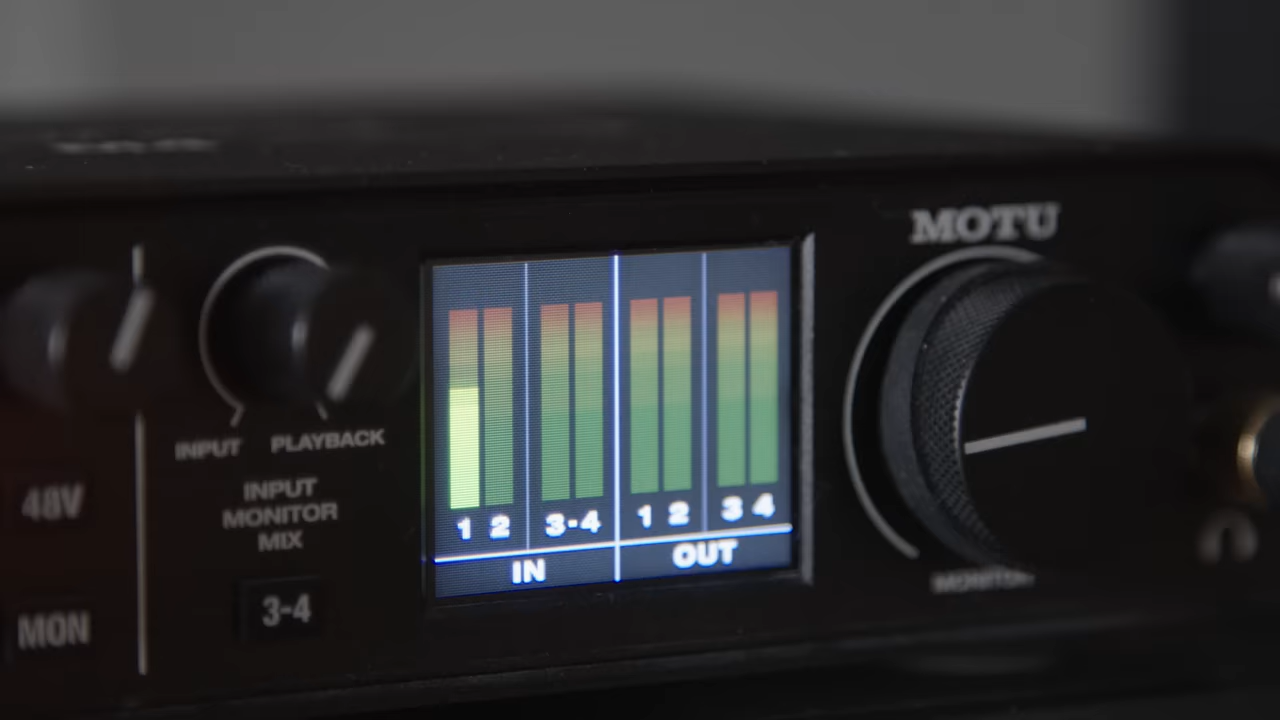 MOTU
INPUT PLAYBACK
INPUT
MONITOR
MIX
48V
3-4
MON
1 2 3-4 1 2 3 4
IN OUT
MONITOR